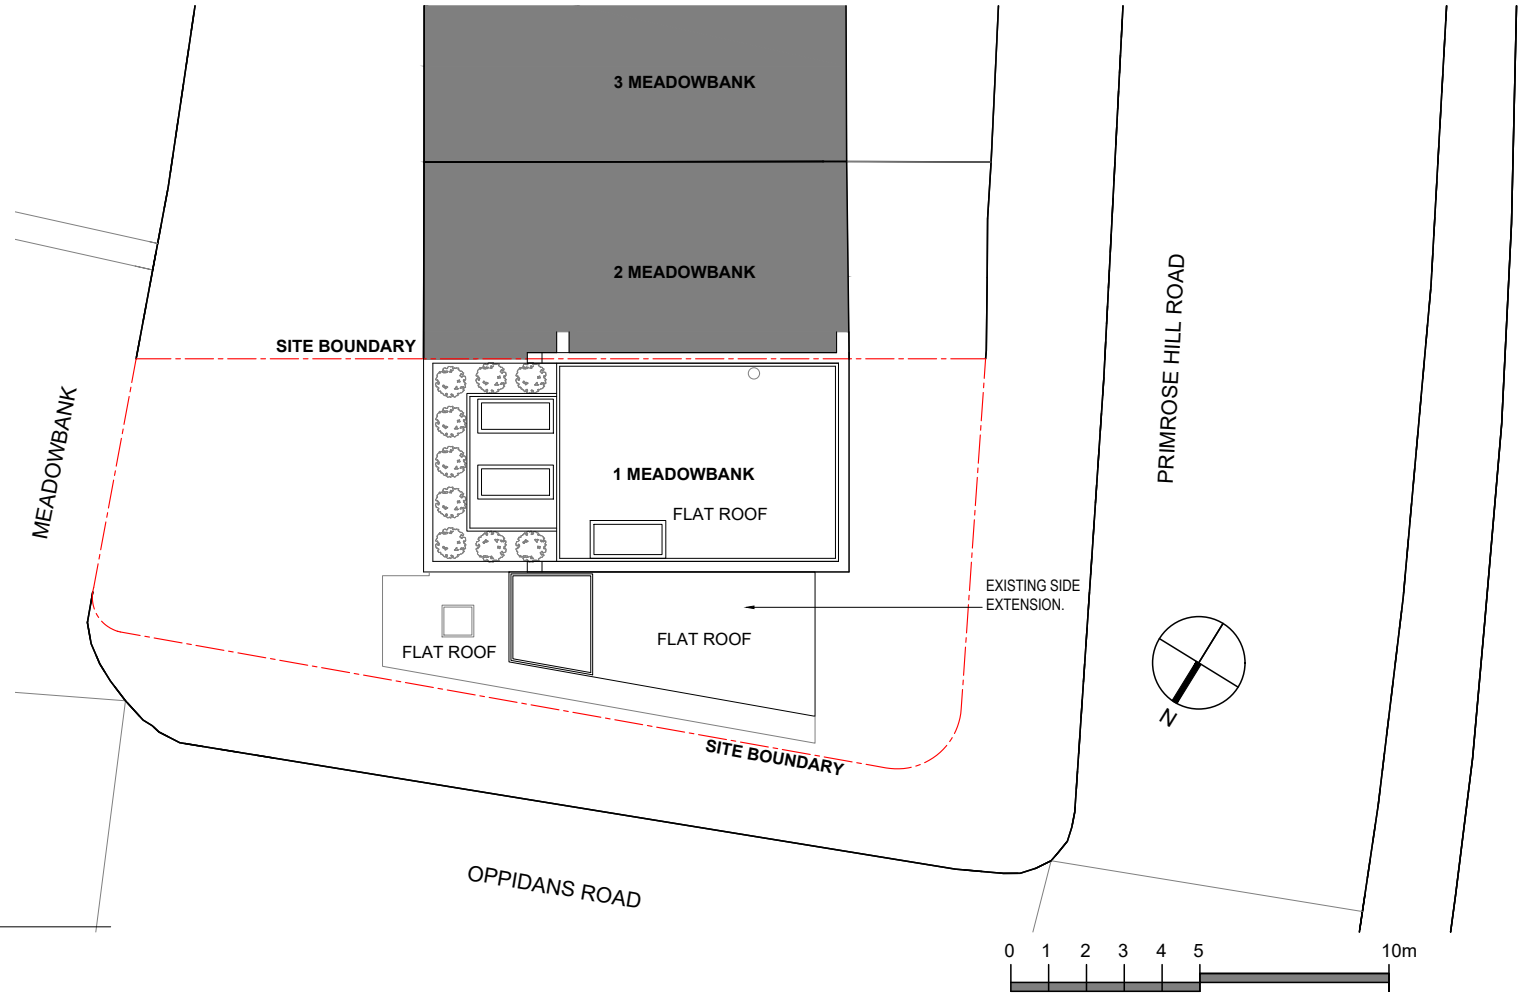 3 MEADOWBANK
2 MEADOWBANK
SITE BOUNDARY
MEADOWBANK
PRIMROSE HILL ROAD
1 MEADOWBANK
FLAT ROOF
EXISTING SIDE
EXTENSION.
FLAT ROOF
FLAT ROOF
N
SITE BOUNDARY
OPPIDANS ROAD
0 1 2 3 4 5 10m